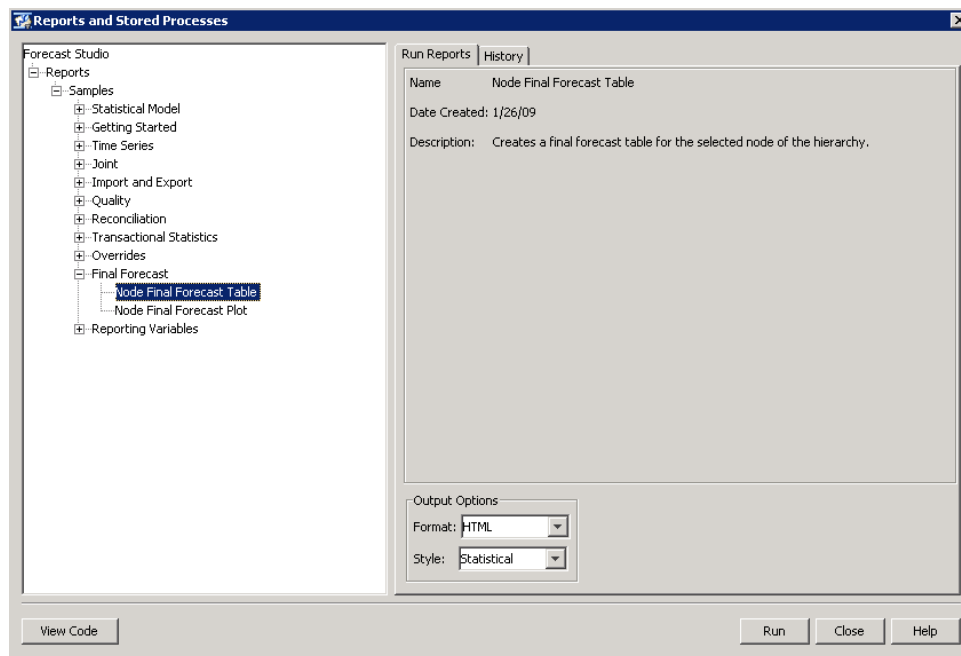 Reports and Stored Processes
Forecast Studio
Reports
Samples
Statistical Model
Getting Started
Time Series
Joint
Import and Export
Quality
Reconciliation
Transactional Statistics
Overrides
Final Forecast
Node Final Forecast Table
Node Final Forecast Plot
Reporting Variables
Run Reports
History
Name Node Final Forecast Table
Date Created: 1/26/09
Description: Creates a final forecast table for the selected node of the hierarchy.
Output Options
Format: HTML
Style: Statistical
View Code
Run
Close
Help